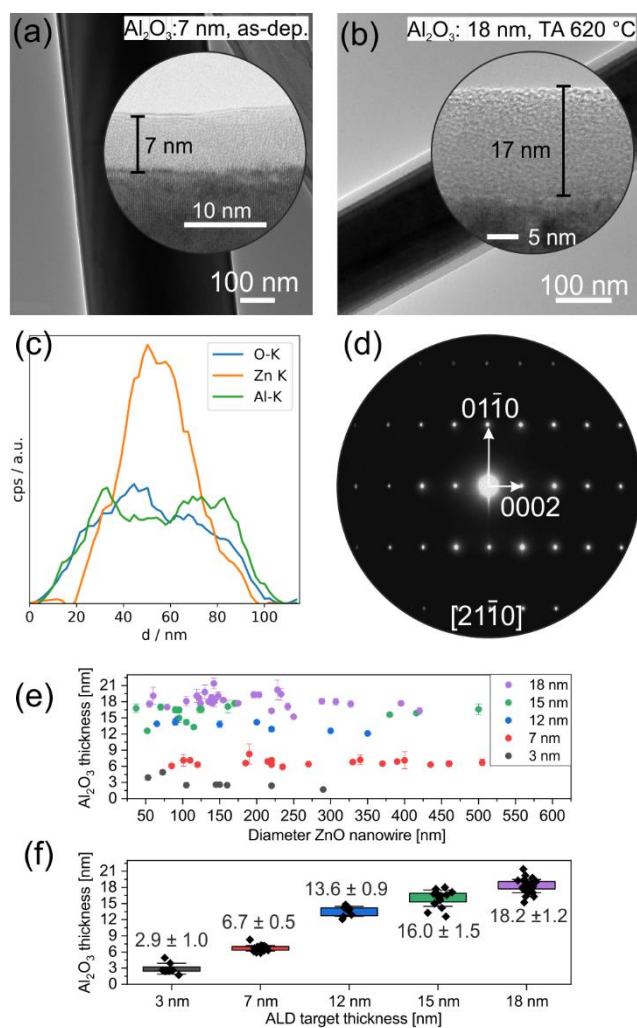 (a)
Al₂O₃:7 nm, as-dep.
7 nm
10 nm
100 nm
(b)
Al₂O₃: 18 nm, TA 620 °C
17 nm
5 nm
100 nm
(c)
O-K
Zn K
Al-K
cps / a.u.
0 20 40 60 80 100
d / nm
(d)
011̅0
0002
[211̅0]
(e)
Al₂O₃ thickness [nm]
21
18
15
12
9
6
3
0
18 nm
15 nm
12 nm
7 nm
3 nm
50 100 150 200 250 300 350 400 450 500 550 600
Diameter ZnO nanowire [nm]
(f)
Al₂O₃ thickness [nm]
21
18
15
12
9
6
3
0
2.9 ± 1.0
6.7 ± 0.5
13.6 ± 0.9
16.0 ± 1.5
18.2 ±1.2
3 nm 7 nm 12 nm 15 nm 18 nm
ALD target thickness [nm]